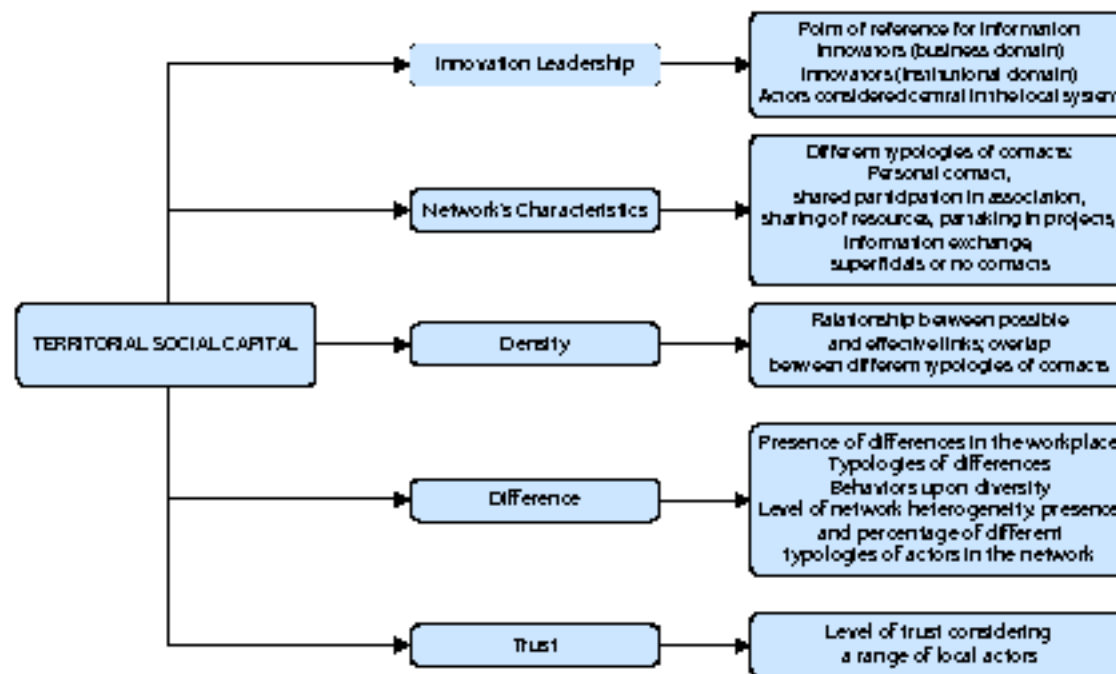 Innovation Leadership
Point of reference for information
Innovators (business domain)
Innovators (institutional domain)
Actors considered central in the local system
Network's Characteristics
Different typologies of contacts:
Personal contact,
shared participation in association,
sharing of resources, partaking in projects,
information exchange,
superficials or no contacts
TERRITORIAL SOCIAL CAPITAL
Density
Relationship between possible
and effective links; overlap
between different typologies of contacts
Difference
Presence of differences in the workplace
Typologies of differences
Behaviors upon diversity
Level of network heterogeneity: presence
and percentage of different
typologies of actors in the network
Trust
Level of trust considering
a range of local actors